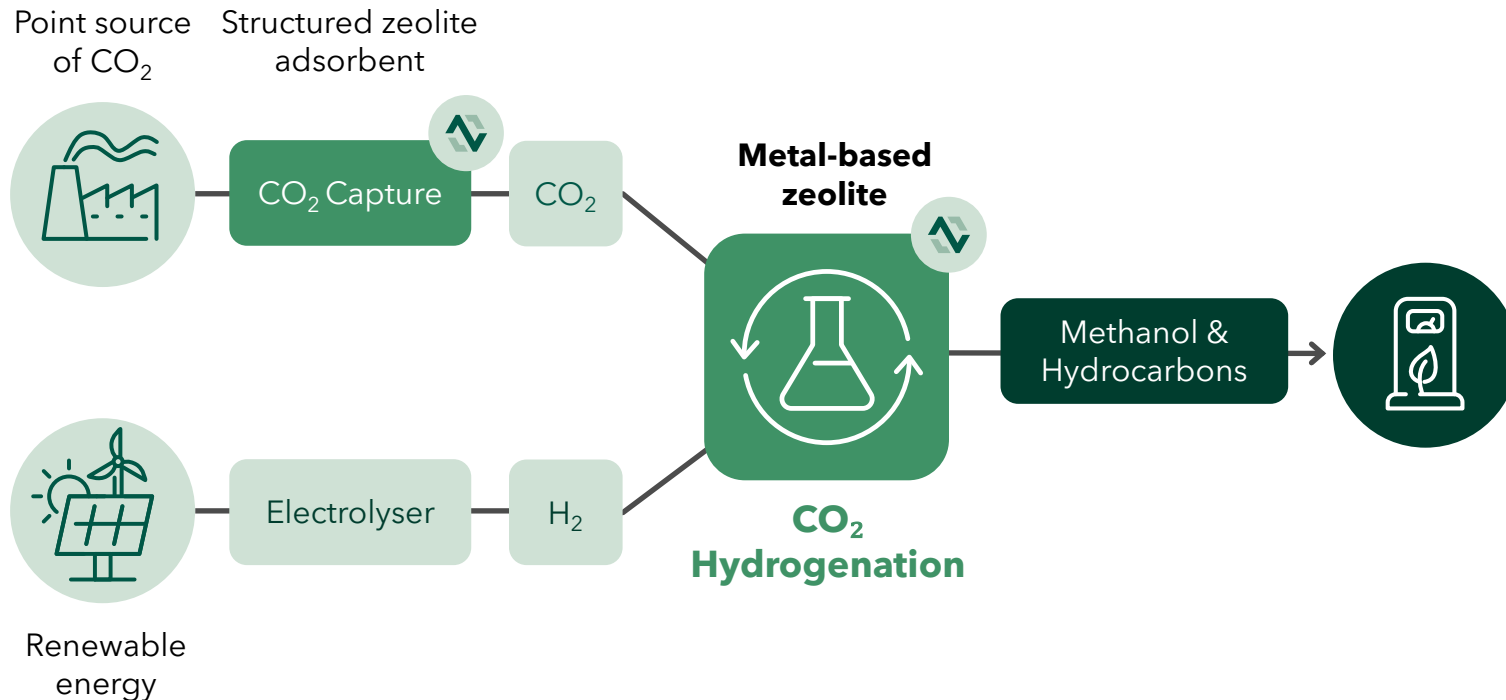 Point source
of CO₂
Structured zeolite
adsorbent
CO₂ Capture
CO₂
Metal-based
zeolite
Methanol &
Hydrocarbons
Electrolyser
H₂
CO₂
Hydrogenation
Renewable
energy